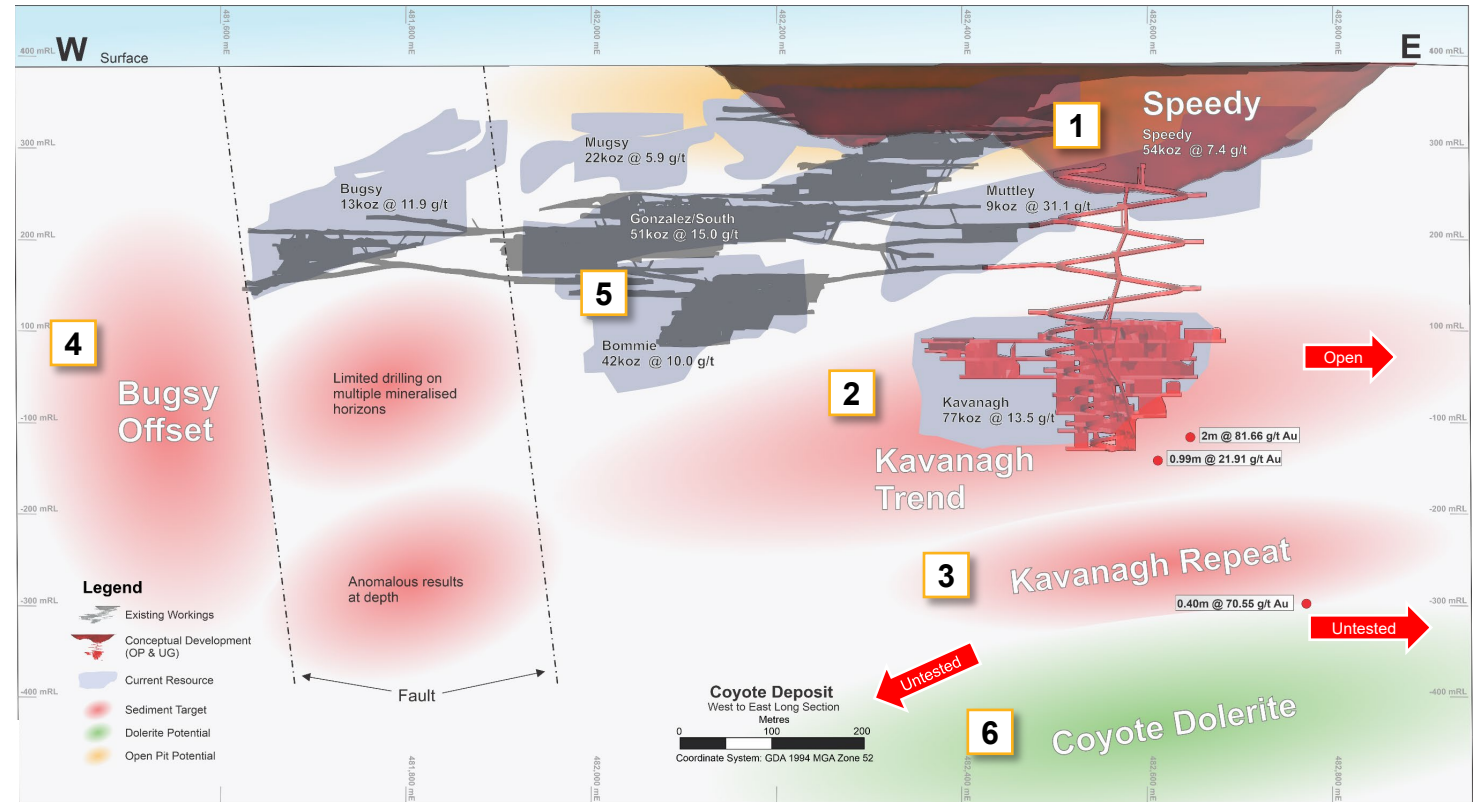 481,600 mE
481,800 mE
482,000 mE
482,200 mE
482,400 mE
482,600 mE
482,800 mE
400 mRL
W
Surface
E
400 mRL
Speedy
1
Speedy
54koz @ 7.4 g/t
300 mRL
300 mRL
Mugsy
22koz @ 5.9 g/t
Bugsy
13koz @ 11.9 g/t
Muttley
9koz @ 31.1 g/t
Gonzalez/South
51koz @ 15.0 g/t
200 mRL
200 mRL
5
4
100 mR
100 mRL
Bommie
42koz @ 10.0 g/t
Open
Bugsy
Offset
Limited drilling on
multiple mineralised
horizons
2
Kavanagh
77koz @ 13.5 g/t
-100 mRL
-100 mRL
2m @ 81.66 g/t Au
0.99m @ 21.91 g/t Au
Kavanagh
Trend
-200 mRL
-200 mRL
3
Kavanagh Repeat
Anomalous results
at depth
0.40m @ 70.55 g/t Au
-300 mRL
-300 mRL
Untested
Untested
Legend
Existing Workings
Conceptual Development
(OP & UG)
Current Resource
Sediment Target
Dolerite Potential
Open Pit Potential
-400 mRL
-400 mRL
Fault
Coyote Deposit
West to East Long Section
Metres
0 100 200
Coordinate System: GDA 1994 MGA Zone 52
6
Coyote Dolerite
481,800 mE
482,000 mE
482,400 mE
482,600 mE
482,800 mE